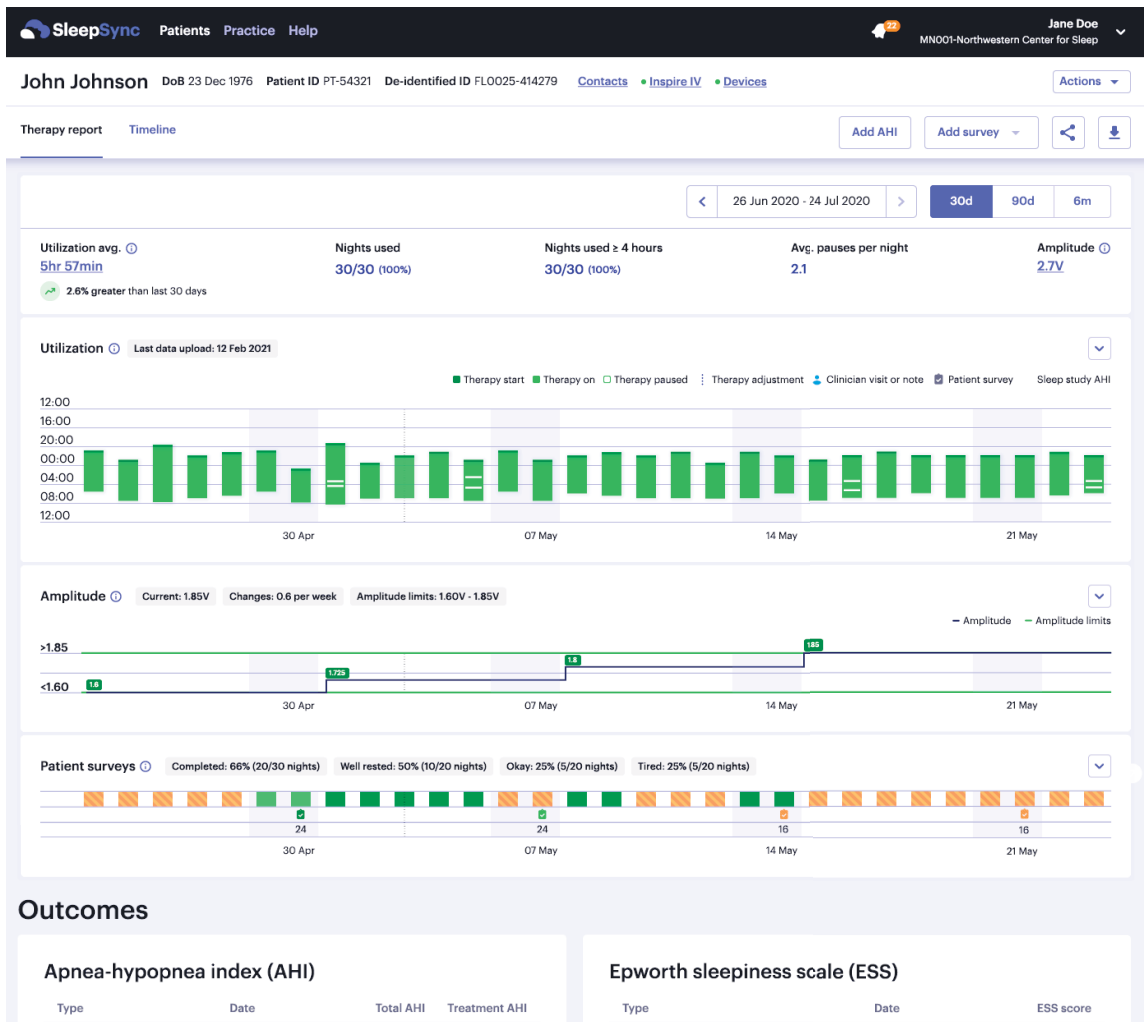 SleepSync Patients Practice Help 22 Jane Doe
MN001-Northwestern Center for Sleep
John Johnson DoB 23 Dec 1976 Patient ID PT-54321 De-identified ID FL0025-414279 Contacts Inspire IV Devices Actions
Therapy report Timeline Add AHI Add survey
26 Jun 2020 - 24 Jul 2020 30d 90d 6m
Utilization avg. Nights used Nights used ≥ 4 hours Avg. pauses per night Amplitude
5hr 57min 30/30 (100%) 30/30 (100%) 2.1 2.7V
2.6% greater than last 30 days
Utilization Last data upload: 12 Feb 2021
Therapy start Therapy on Therapy paused Therapy adjustment Clinician visit or note Patient survey Sleep study AHI
12:00
16:00
20:00
00:00
04:00
08:00
12:00
30 Apr 07 May 14 May 21 May
Amplitude Current: 1.85V Changes: 0.6 per week Amplitude limits: 1.60V - 1.85V
Amplitude Amplitude limits
>1.85 185
1.8
1.725
<1.60 1.6
30 Apr 07 May 14 May 21 May
Patient surveys Completed: 66% (20/30 nights) Well rested: 50% (10/20 nights) Okay: 25% (5/20 nights) Tired: 25% (5/20 nights)
24 24 16 16
30 Apr 07 May 14 May 21 May
Outcomes
Apnea-hypopnea index (AHI) Epworth sleepiness scale (ESS)
Type Date Total AHI Treatment AHI Type Date ESS score